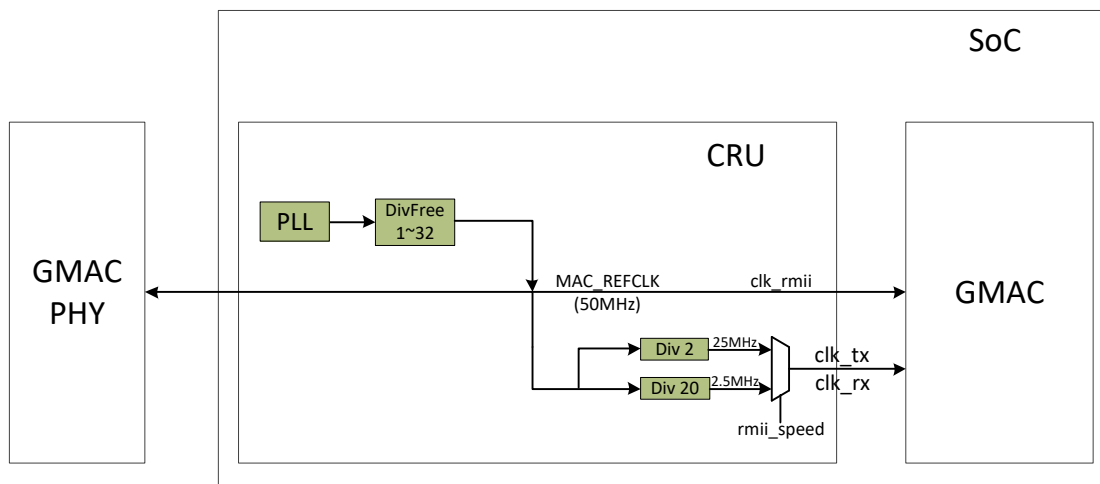 SoC
CRU
PLL
DivFree
1~32
GMAC
PHY
MAC_REFCLK
(50MHz)
clk_rmii
GMAC
Div 2
25MHz
Div 20
2.5MHz
clk_tx
clk_rx
rmii_speed